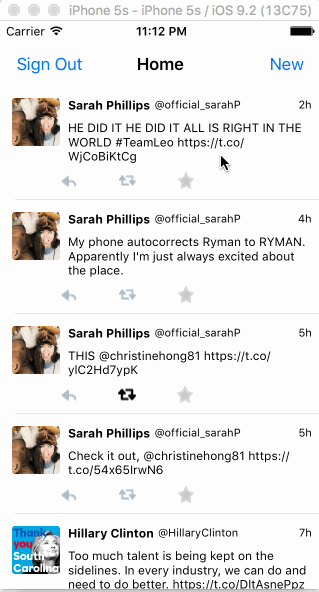 iPhone 5s - iPhone 5s / iOS 9.2 (13C75)
Carrier 11:12 PM
Sign Out Home New
Sarah Phillips @official_sarahP 2h
HE DID IT HE DID IT ALL IS RIGHT IN THE
WORLD #TeamLeo https://t.co/
WjCoBiKtCg
Sarah Phillips @official_sarahP 4h
My phone autocorrects Ryman to RYMAN.
Apparently I'm just always excited about
the place.
Sarah Phillips @official_sarahP 5h
THIS @christinehong81 https://t.co/
ylC2Hd7ypK
Sarah Phillips @official_sarahP 5h
Check it out, @christinehong81 https://
t.co/54x65lrwN6
Thank
you
South
Carolina
Hillary Clinton @HillaryClinton 7h
Too much talent is being kept on the
sidelines. In every industry, we can do and
need to do better. https://t.co/DltAsnePpz